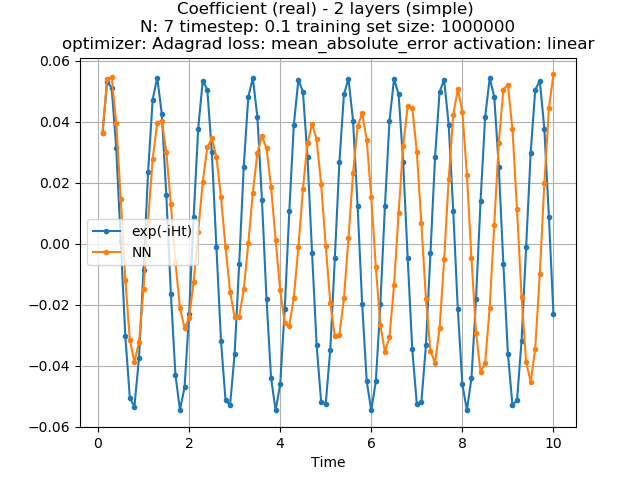 Coefficient (real) - 2 layers (simple)
N: 7 timestep: 0.1 training set size: 1000000
optimizer: Adagrad loss: mean_absolute_error activation: linear
0.06
0.04
0.02
0.00
−0.02
−0.04
−0.06
exp(-iHt)
NN
0 2 4 6 8 10
Time